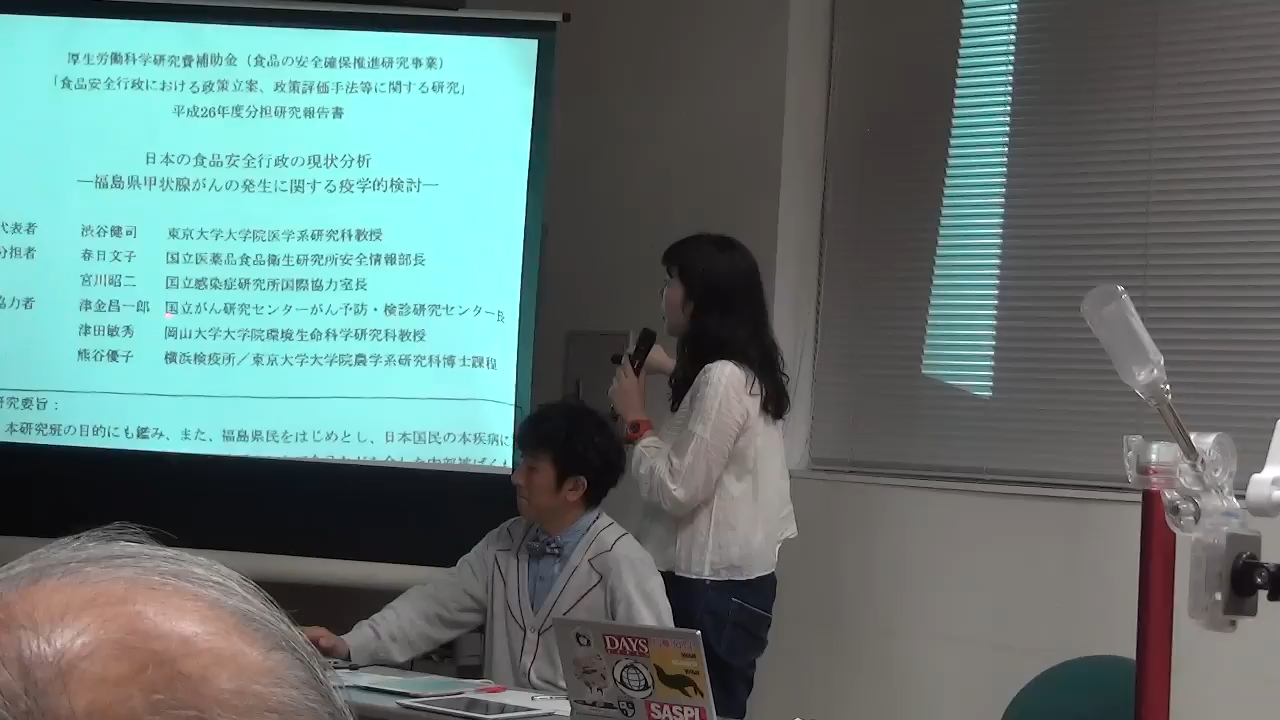 厚生労働科学研究費補助金（食品の安全確保推進研究事業）
「食品安全行政における政策立案、政策評価手法等に関する研究」
平成26年度分担研究報告書
日本の食品安全行政の現状分析
―福島県甲状腺がんの発生に関する疫学的検討―
代表者 渋谷健司 東京大学大学院医学系研究科教授
分担者 春日文子 国立医薬品食品衛生研究所安全情報部長
宮川昭二 国立感染症研究所国際協力室長
協力者 津金昌一郎 国立がん研究センターがん予防・検診研究センター長
津田敏秀 岡山大学大学院環境生命科学研究科教授
熊谷優子 横浜検疫所／東京大学大学院農学系研究科博士課程
研究要旨：
本研究班の目的にも鑑み、また、福島県民をはじめとし、日本国民の本疾病に
DAYS
SASPL